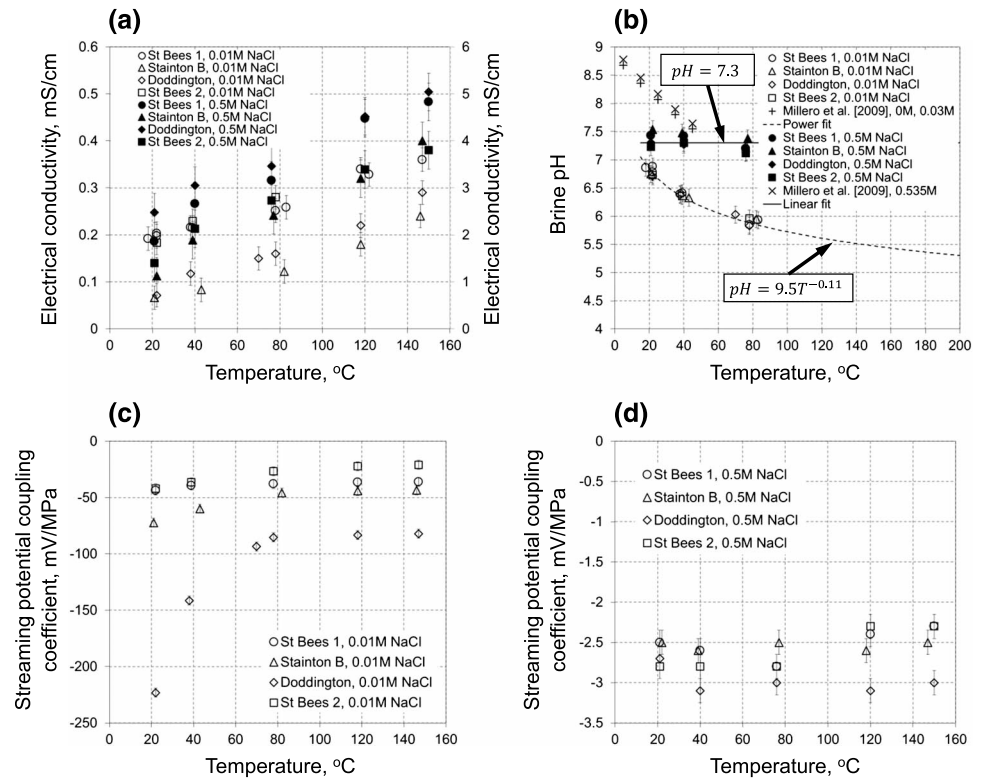 (a)
Electrical conductivity, mS/cm
0.6
0.5
0.4
0.3
0.2
0.1
0
6
5
4
3
2
1
0
Electrical conductivity, mS/cm
St Bees 1, 0.01M NaCl
Stainton B, 0.01M NaCl
Doddington, 0.01M NaCl
St Bees 2, 0.01M NaCl
St Bees 1, 0.5M NaCl
Stainton B, 0.5M NaCl
Doddington, 0.5M NaCl
St Bees 2, 0.5M NaCl
0 20 40 60 80 100 120 140 160
Temperature, °C
(b)
Brine pH
9
8.5
8
7.5
7
6.5
6
5.5
5
4.5
4
pH = 7.3
St Bees 1, 0.01M NaCl
Stainton B, 0.01M NaCl
Doddington, 0.01M NaCl
St Bees 2, 0.01M NaCl
Millero et al. [2009], 0M, 0.03M
Power fit
St Bees 1, 0.5M NaCl
Stainton B, 0.5M NaCl
Doddington, 0.5M NaCl
St Bees 2, 0.5M NaCl
Millero et al. [2009], 0.535M
Linear fit
pH = 9.5T⁻⁰·¹¹
0 20 40 60 80 100 120 140 160 180 200
Temperature, °C
(c)
Streaming potential coupling
coefficient, mV/MPa
0
-50
-100
-150
-200
-250
St Bees 1, 0.01M NaCl
Stainton B, 0.01M NaCl
Doddington, 0.01M NaCl
St Bees 2, 0.01M NaCl
0 20 40 60 80 100 120 140 160
Temperature, °C
(d)
Streaming potential coupling
coefficient, mV/MPa
0
-0.5
-1
-1.5
-2
-2.5
-3
-3.5
St Bees 1, 0.5M NaCl
Stainton B, 0.5M NaCl
Doddington, 0.5M NaCl
St Bees 2, 0.5M NaCl
0 20 40 60 80 100 120 140 160
Temperature, °C